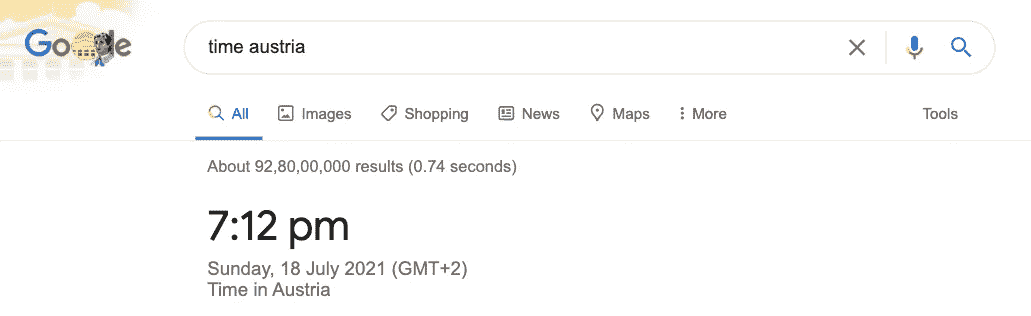 Google
time austria
All Images Shopping News Maps More Tools
About 92,80,00,000 results (0.74 seconds)
7:12 pm
Sunday, 18 July 2021 (GMT+2)
Time in Austria